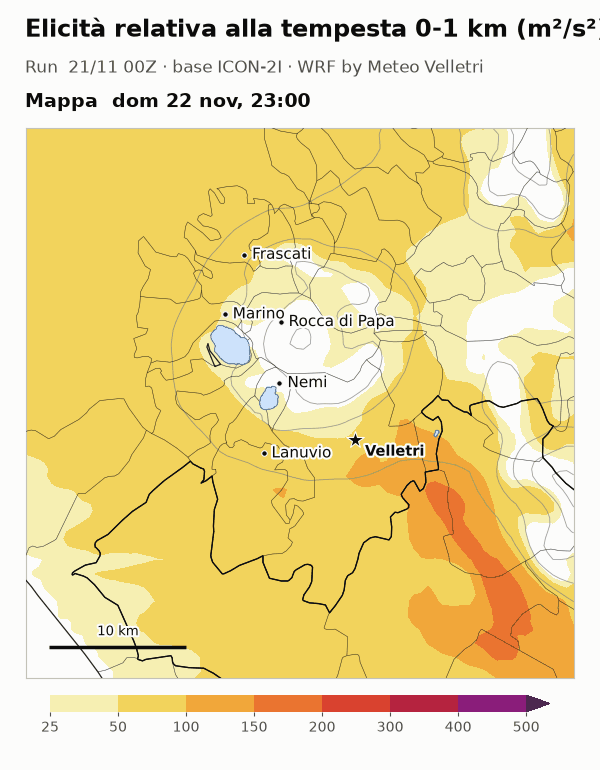 Elicità relativa alla tempesta 0-1 km (m²/s²)
Run 21/11 00Z · base ICON-2I · WRF by Meteo Velletri
Mappa dom 22 nov, 23:00
Frascati
Marino
Rocca di Papa
Nemi
Velletri
Lanuvio
10 km
25 50 100 150 200 300 400 500